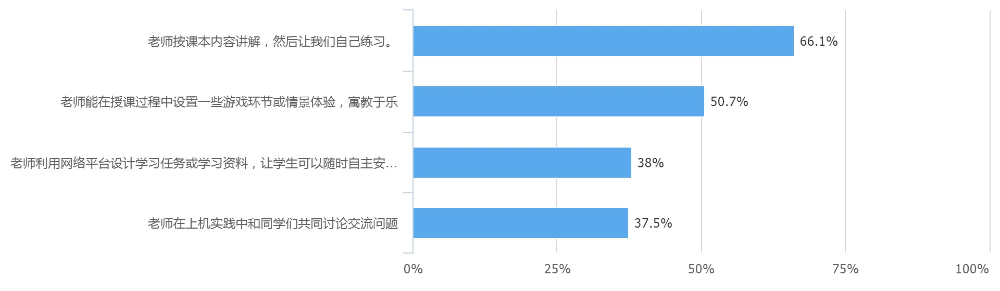 老师按课本内容讲解，然后让我们自己练习。
66.1%
老师能在授课过程中设置一些游戏环节或情景体验，寓教于乐
50.7%
老师利用网络平台设计学习任务或学习资料，让学生可以随时自主安...
38%
老师在上机实践中和同学们共同讨论交流问题
37.5%
0% 25% 50% 75% 100%